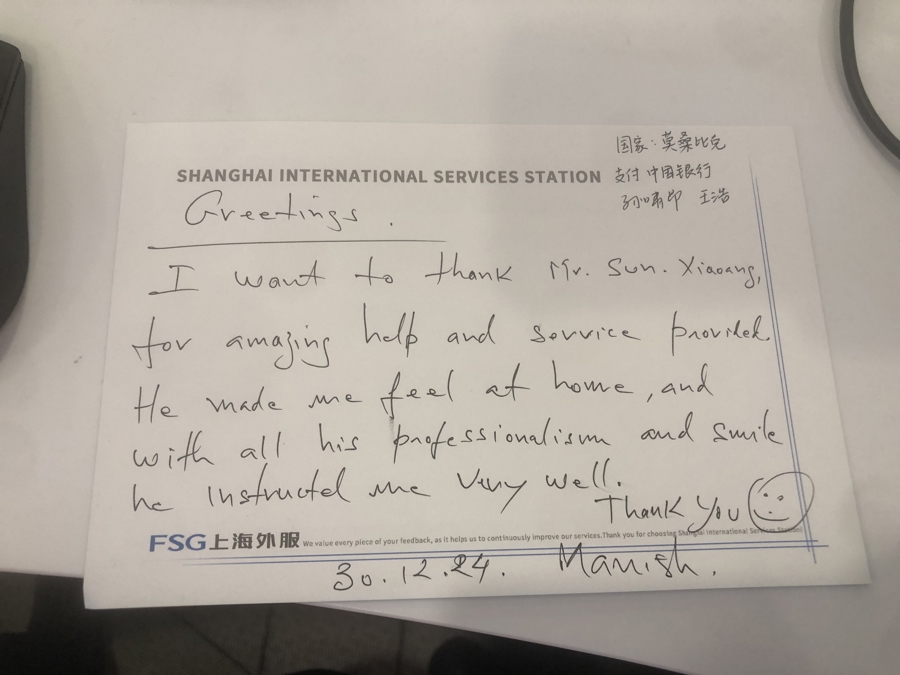 国家：莫桑比克
支付 中国银行
王浩
SHANGHAI INTERNATIONAL SERVICES STATION
Greetings.
I want to thank Mr. Sun. Xiaoang,
for amazing help and service provided.
He made me feel at home, and
with all his professionalism and smile
he instructed me very well.
Thank You
FSG上海外服 We value every piece of your feedback, as it helps us to continuously improve our services.Thank you for choosing Shanghai International Services Station!
30.12.24. Manish.